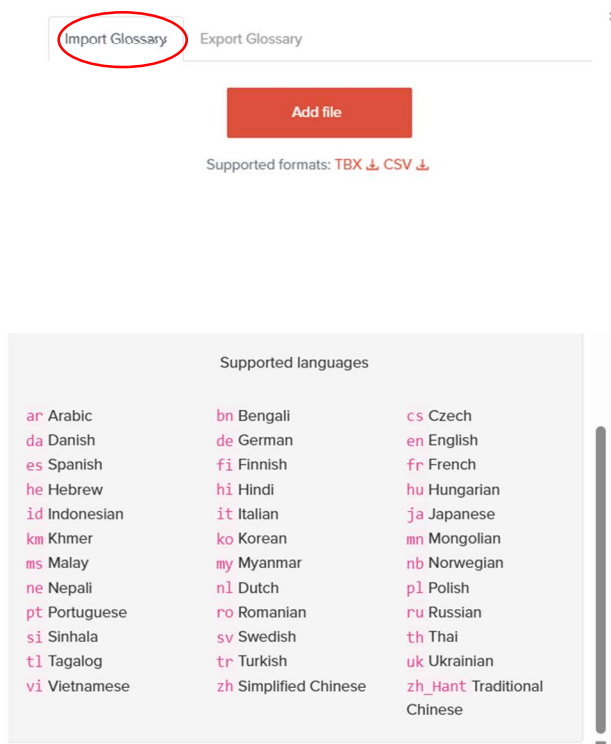 Import Glossary Export Glossary
Add file
Supported formats: TBX CSV
Supported languages
ar Arabic bn Bengali cs Czech
da Danish de German en English
es Spanish fi Finnish fr French
he Hebrew hi Hindi hu Hungarian
id Indonesian it Italian ja Japanese
km Khmer ko Korean mn Mongolian
ms Malay my Myanmar nb Norwegian
ne Nepali nl Dutch pl Polish
pt Portuguese ro Romanian ru Russian
si Sinhala sv Swedish th Thai
tl Tagalog tr Turkish uk Ukrainian
vi Vietnamese zh Simplified Chinese zh_Hant Traditional
Chinese